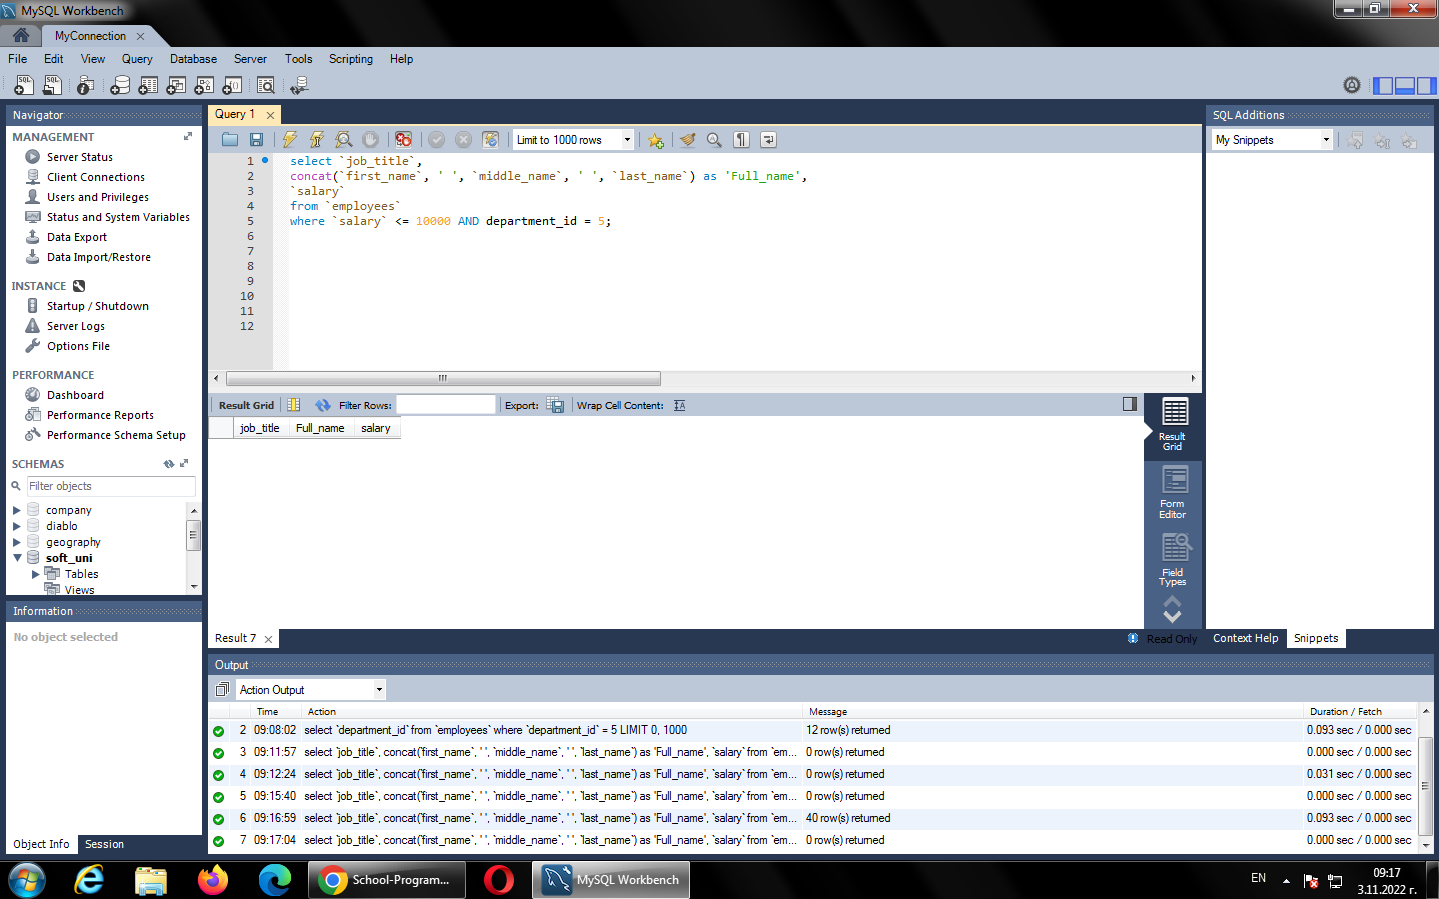 MySQL Workbench
MyConnection
File Edit View Query Database Server Tools Scripting Help
Navigator
MANAGEMENT
Server Status
Client Connections
Users and Privileges
Status and System Variables
Data Export
Data Import/Restore
INSTANCE
Startup / Shutdown
Server Logs
Options File
PERFORMANCE
Dashboard
Performance Reports
Performance Schema Setup
SCHEMAS
Filter objects
company
diablo
geography
soft_uni
Tables
Views
Information
No object selected
Object Info Session
Query 1
Limit to 1000 rows
1 select `job_title`,
2 concat(`first_name`, ' ', `middle_name`, ' ', `last_name`) as 'Full_name',
3 `salary`
4 from `employees`
5 where `salary` <= 10000 AND department_id = 5;
6
7
8
9
10
11
12
Result Grid Filter Rows: Export: Wrap Cell Content:
job_title Full_name salary
Result Grid
Form Editor
Field Types
Result 7
Read Only
SQL Additions
My Snippets
Context Help Snippets
Output
Action Output
Time Action Message Duration / Fetch
2 09:08:02 select `department_id` from `employees` where `department_id` = 5 LIMIT 0, 1000 12 row(s) returned 0.093 sec / 0.000 sec
3 09:11:57 select `job_title`, concat(`first_name`, ' ', `middle_name`, ' ', `last_name`) as 'Full_name', `salary` from `em... 0 row(s) returned 0.000 sec / 0.000 sec
4 09:12:24 select `job_title`, concat(`first_name`, ' ', `middle_name`, ' ', `last_name`) as 'Full_name', `salary` from `em... 0 row(s) returned 0.031 sec / 0.000 sec
5 09:15:40 select `job_title`, concat(`first_name`, ' ', `middle_name`, ' ', `last_name`) as 'Full_name', `salary` from `em... 0 row(s) returned 0.000 sec / 0.000 sec
6 09:16:59 select `job_title`, concat(`first_name`, ' ', `middle_name`, ' ', `last_name`) as 'Full_name', `salary` from `em... 40 row(s) returned 0.093 sec / 0.000 sec
7 09:17:04 select `job_title`, concat(`first_name`, ' ', `middle_name`, ' ', `last_name`) as 'Full_name', `salary` from `em... 0 row(s) returned 0.000 sec / 0.000 sec
School-Program...
MySQL Workbench
EN
09:17
3.11.2022 г.